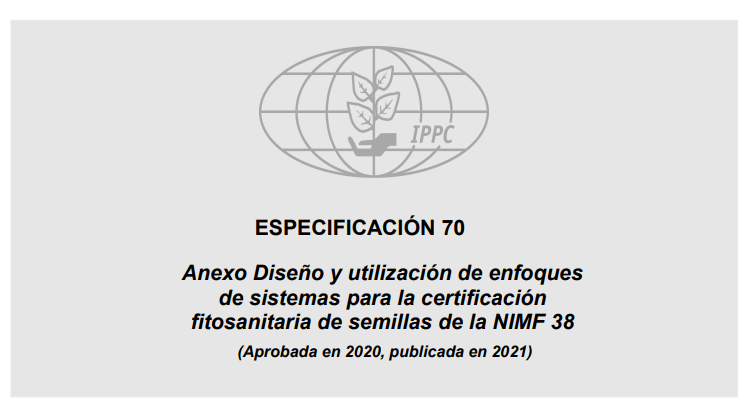 IPPC
ESPECIFICACIÓN 70
Anexo Diseño y utilización de enfoques
de sistemas para la certificación
fitosanitaria de semillas de la NIMF 38
(Aprobada en 2020, publicada en 2021)